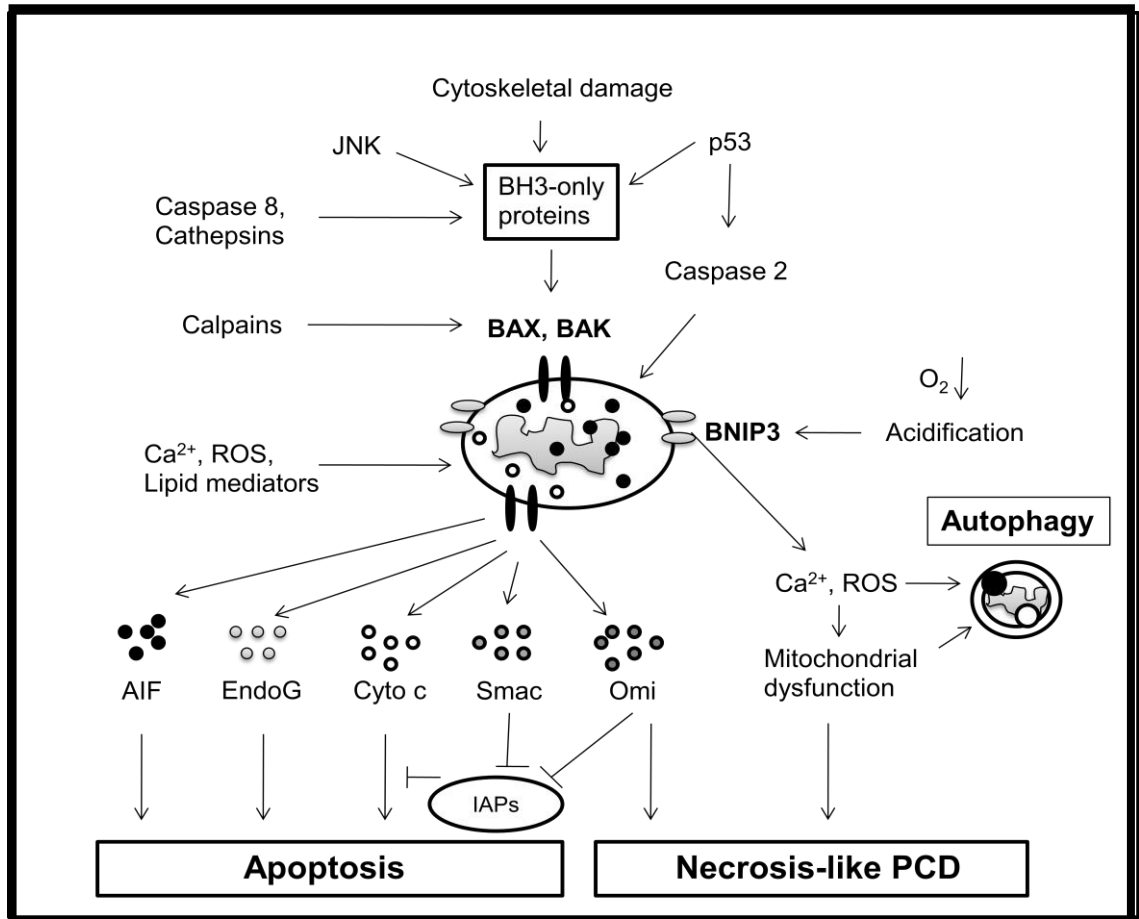 Cytoskeletal damage
JNK
p53
BH3-only
proteins
Caspase 8,
Cathepsins
Caspase 2
Calpains
BAX, BAK
O₂
BNIP3
Acidification
Ca²⁺, ROS,
Lipid mediators
Autophagy
Ca²⁺, ROS
Mitochondrial
dysfunction
AIF
EndoG
Cyto c
Smac
Omi
IAPs
Apoptosis
Necrosis-like PCD